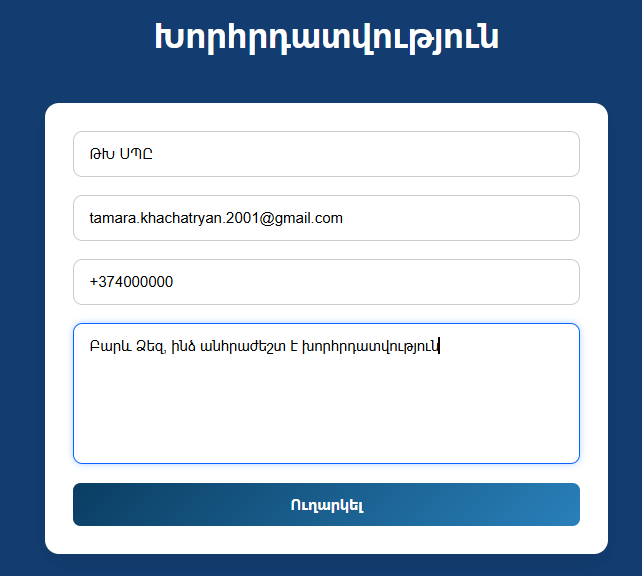 Խորհրդատվություն
ԹԽ ՍՊԸ
tamara.khachatryan.2001@gmail.com
+374000000
Բարև Ձեզ, ինձ անհրաժեշտ է խորհրդատվություն
Ուղարկել